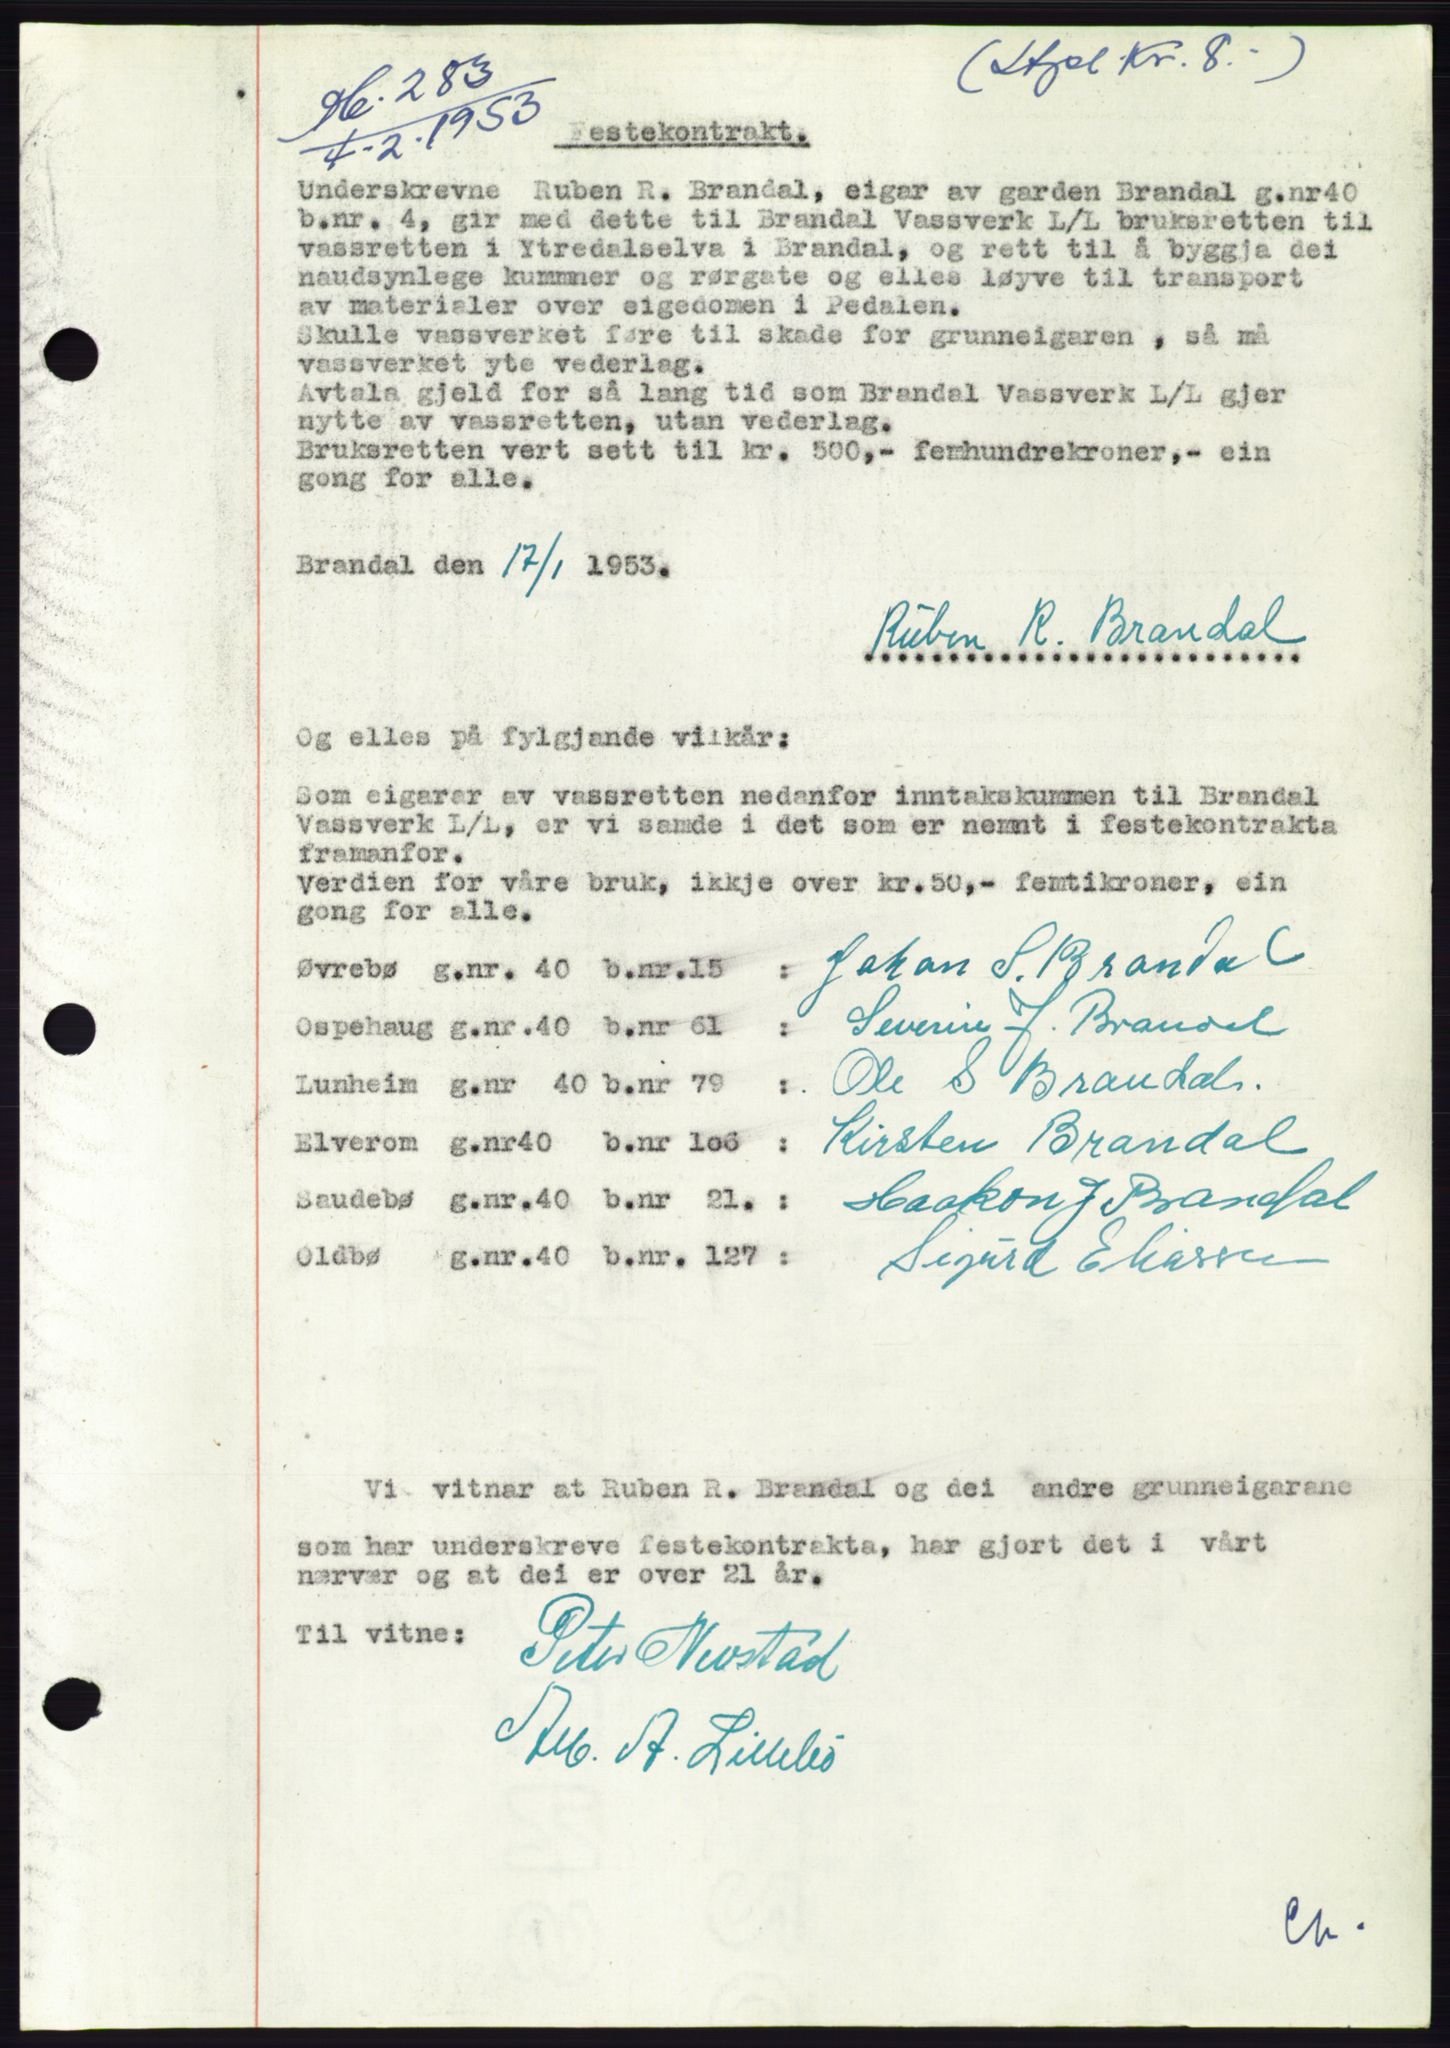 (Stpl. Kr. 8.-)
283
4.-2.-1953
Festekontrakt.
Underskrevne Ruben R. Brandal, eigar av garden Brandal g.nr40
b.nr. 4, gir med dette til Brandal Vassverk L/L bruksretten til
vassretten i Ytredalselva i Brandal, og rett til å byggja dei
naudsynlege kummner og rørgate og elles løyve til transport
av materialer over eigedomen i Pedalen.
Skulle vassverket føre til skade for grunneigaren , så må
vassverket yte vederlag.
Avtala gjeld for så lang tid som Brandal Vassverk L/L gjer
nytte av vassretten, utan vederlag.
Bruksretten vert sett til kr. 500,- femhundrekroner,- ein
gong for alle.
Brandal den 17/1 1953.
Rüben R. Brandal
Og elles på fylgjande vilkår:
Som eigarar av vassretten nedanfor inntakskummen til Brandal
Vassverk L/L, er vi samde i det som er nemnt i festekontrakta
framanfor.
Verdien for våre bruk, ikkje over kr.50,- femtikroner, ein
gong for alle.
Øvrebø g.nr. 40 b.nr.15 : Johan S. Brandal
Ospehaug g.nr.40 b.nr 61 : Severin J. Brandal
Lunheim g.nr 40 b.nr 79 :. Ole S Brandal.
Elverom g.nr40 b.nr 106 : Kirsten Brandal
Saudebø g.nr.40 b.nr 21. : Haakon J Brandal
Oldbø g.nr.40 b.nr. 127 : Sigürd Eliassen
Vi vitnar at Ruben R. Brandal og dei andre grunneigarane
som har underskreve festekontrakta, har gjort det i vårt
nærvær og at dei er over 21 år.
Til vitne: Peter Nevstad
A. Lillebö